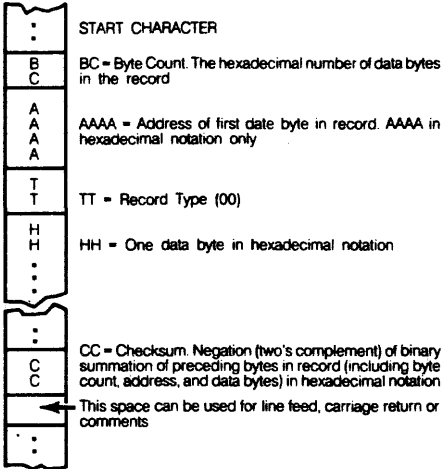 :
START CHARACTER
B
C
BC = Byte Count. The hexadecimal number of data bytes
in the record
A
A
A
A
AAAA = Address of first date byte in record. AAAA in
hexadecimal notation only
T
T
TT = Record Type (00)
H
H
HH = One data byte in hexadecimal notation
:
:
:
C
C
CC = Checksum. Negation (two's complement) of binary
summation of preceding bytes in record (including byte
count, address, and data bytes) in hexadecimal notation
This space can be used for line feed, carriage return or
comments
: